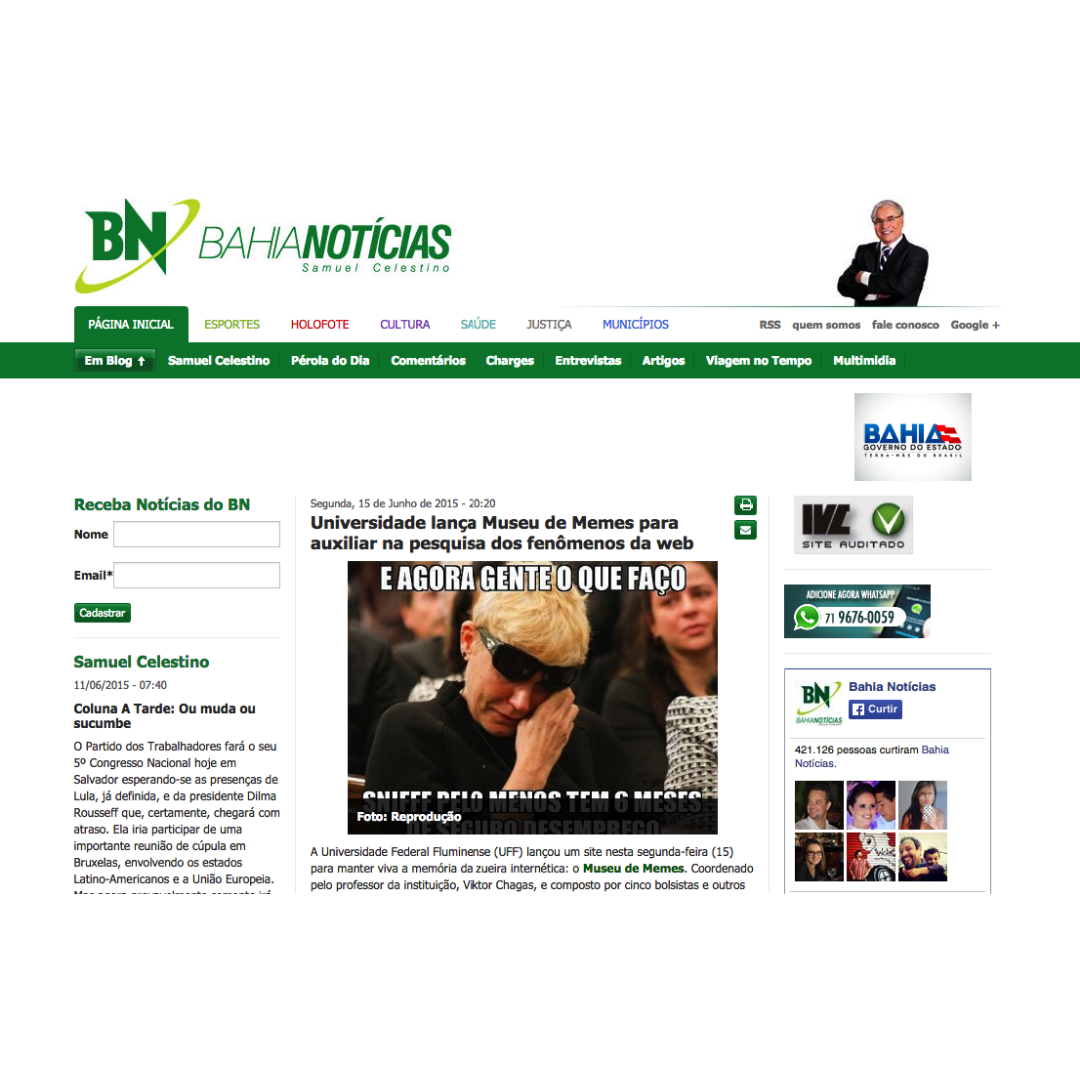 BN BAHIANOTÍCIAS
Samuel Celestino
PÁGINA INICIAL ESPORTES HOLOFOTE CULTURA SAÚDE JUSTIÇA MUNICÍPIOS RSS quem somos fale conosco Google +
Em Blog Samuel Celestino Pérola do Dia Comentários Charges Entrevistas Artigos Viagem no Tempo Multimidia
BAHIA
GOVERNO DO ESTADO
TERRA-MÃE DO BRASIL
Receba Notícias do BN
Nome
Email*
Cadastrar
Samuel Celestino
11/06/2015 - 07:40
Coluna A Tarde: Ou muda ou
sucumbe
O Partido dos Trabalhadores fará o seu
5º Congresso Nacional hoje em
Salvador esperando-se as presenças de
Lula, já definida, e da presidente Dilma
Rousseff que, certamente, chegará com
atraso. Ela iria participar de uma
importante reunião de cúpula em
Bruxelas, envolvendo os estados
Latino-Americanos e a União Europeia.
Mas agora provavelmente somente irá
Segunda, 15 de Junho de 2015 - 20:20
Universidade lança Museu de Memes para
auxiliar na pesquisa dos fenômenos da web
E AGORA GENTE O QUE FAÇO
SNIFF PELO MENOS TEM 6 MESES
DE SEGURO DESEMPREGO
Foto: Reprodução
A Universidade Federal Fluminense (UFF) lançou um site nesta segunda-feira (15)
para manter viva a memória da zueira internética: o Museu de Memes. Coordenado
pelo professor da instituição, Viktor Chagas, e composto por cinco bolsistas e outros
IVC
SITE AUDITADO
ADICIONE AGORA WHATSAPP
71 9676-0059
BN
BAHIANOTÍCIAS
Bahia Notícias
Curtir
421.126 pessoas curtiram Bahia
Notícias.